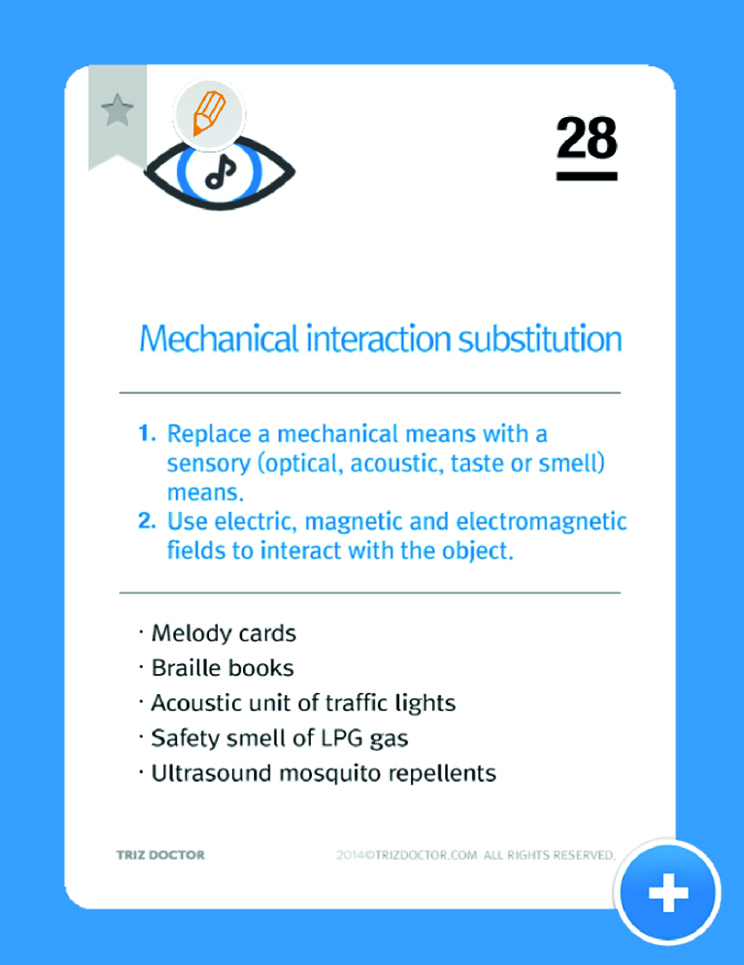 28
Mechanical interaction substitution
1. Replace a mechanical means with a
sensory (optical, acoustic, taste or smell)
means.
2. Use electric, magnetic and electromagnetic
fields to interact with the object.
· Melody cards
· Braille books
· Acoustic unit of traffic lights
· Safety smell of LPG gas
· Ultrasound mosquito repellents
TRIZ DOCTOR 2014©TRIZDOCTOR.COM ALL RIGHTS RESERVED.